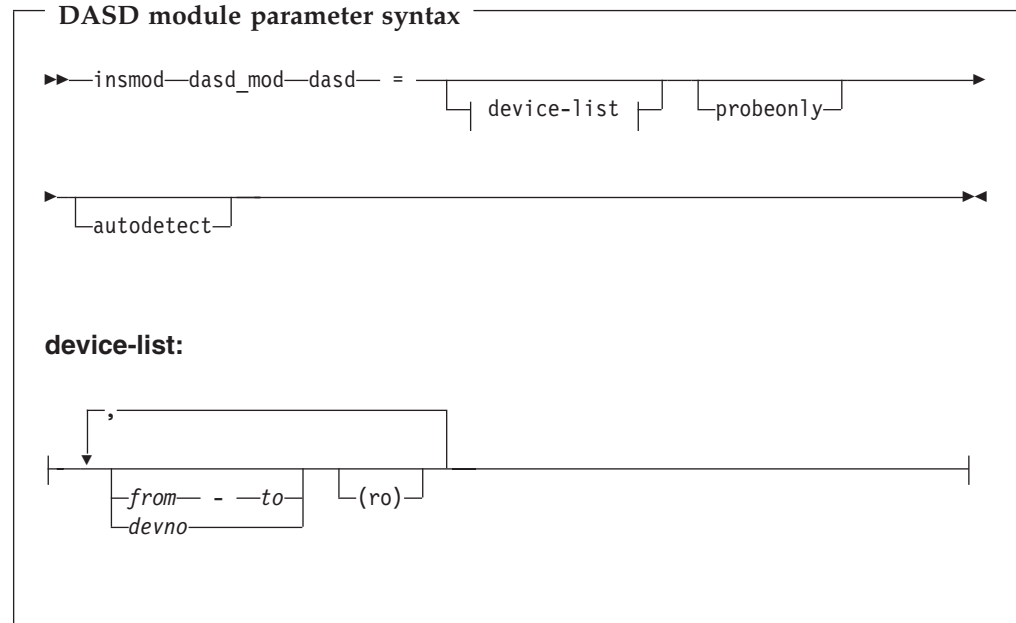 DASD module parameter syntax
insmod dasd_mod dasd =
device-list
probeonly
autodetect
device-list:
,
from - to
(ro)
devno